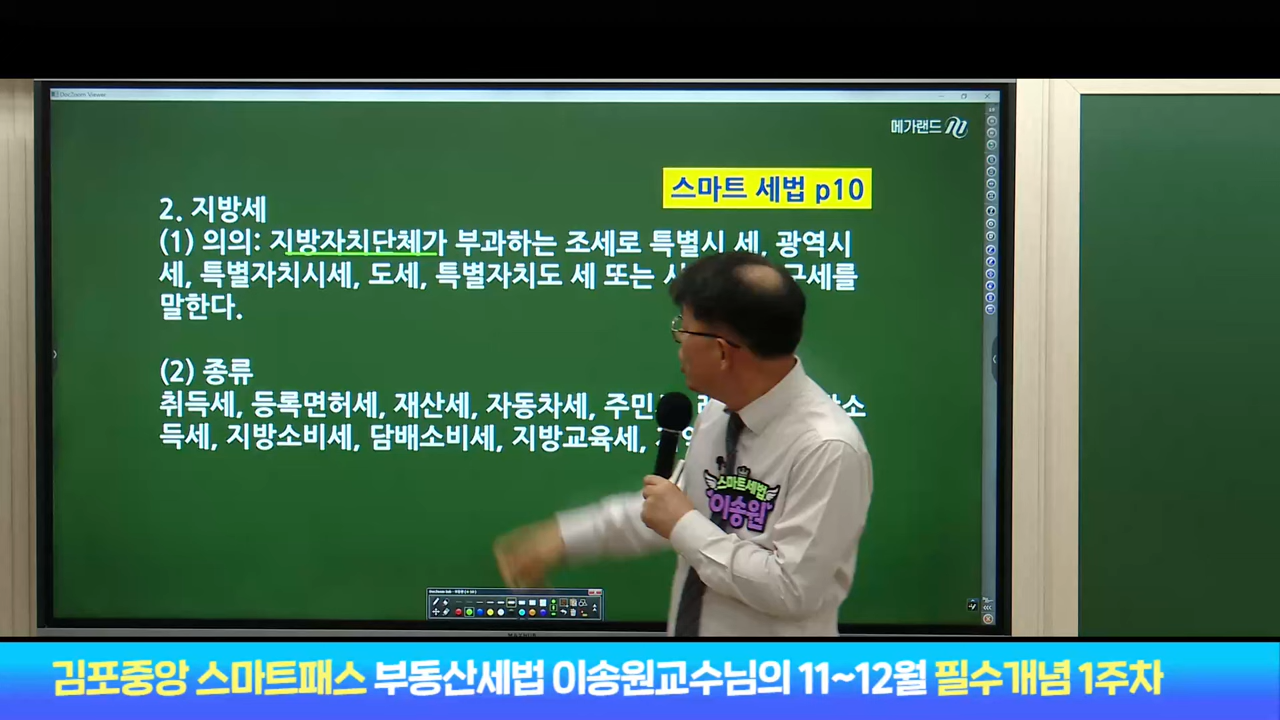 DocZoom Viewer
메가랜드
스마트 세법 p10
2. 지방세
(1) 의의: 지방자치단체가 부과하는 조세로 특별시 세, 광역시
세, 특별자치시세, 도세, 특별자치도 세 또는 구세를
말한다.
(2) 종류
취득세, 등록면허세, 재산세, 자동차세, 주민
득세, 지방소비세, 담배소비세, 지방교육세,
스마트세법
이송원
김포중앙 스마트패스 부동산세법 이송원교수님의 11~12월 필수개념 1주차